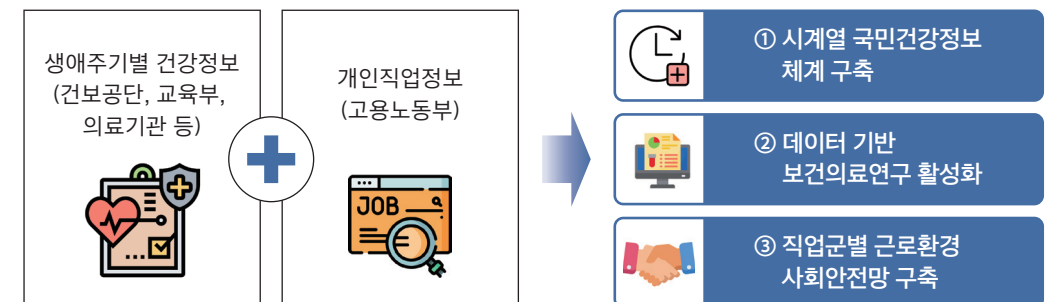 생애주기별 건강정보
(건보공단, 교육부,
의료기관 등)
개인직업정보
(고용노동부)
JOB
① 시계열 국민건강정보
체계 구축
② 데이터 기반
보건의료연구 활성화
③ 직업군별 근로환경
사회안전망 구축